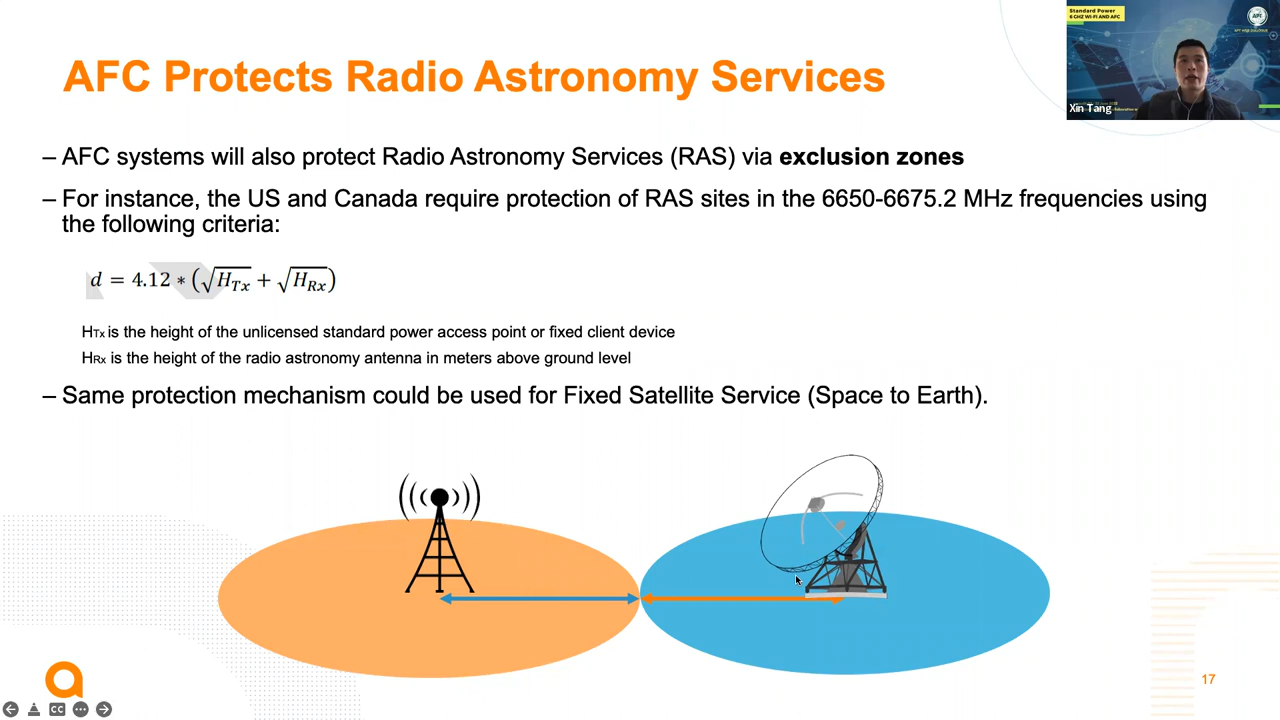 AFC Protects Radio Astronomy Services
Standard Power
6 GHZ WI-FI AND AFC
AFC
Xin Tang
– AFC systems will also protect Radio Astronomy Services (RAS) via exclusion zones
– For instance, the US and Canada require protection of RAS sites in the 6650-6675.2 MHz frequencies using
the following criteria:
d = 4.12 * (√H_Tx + √H_Rx)
HTx is the height of the unlicensed standard power access point or fixed client device
HRx is the height of the radio astronomy antenna in meters above ground level
– Same protection mechanism could be used for Fixed Satellite Service (Space to Earth).
17
CC